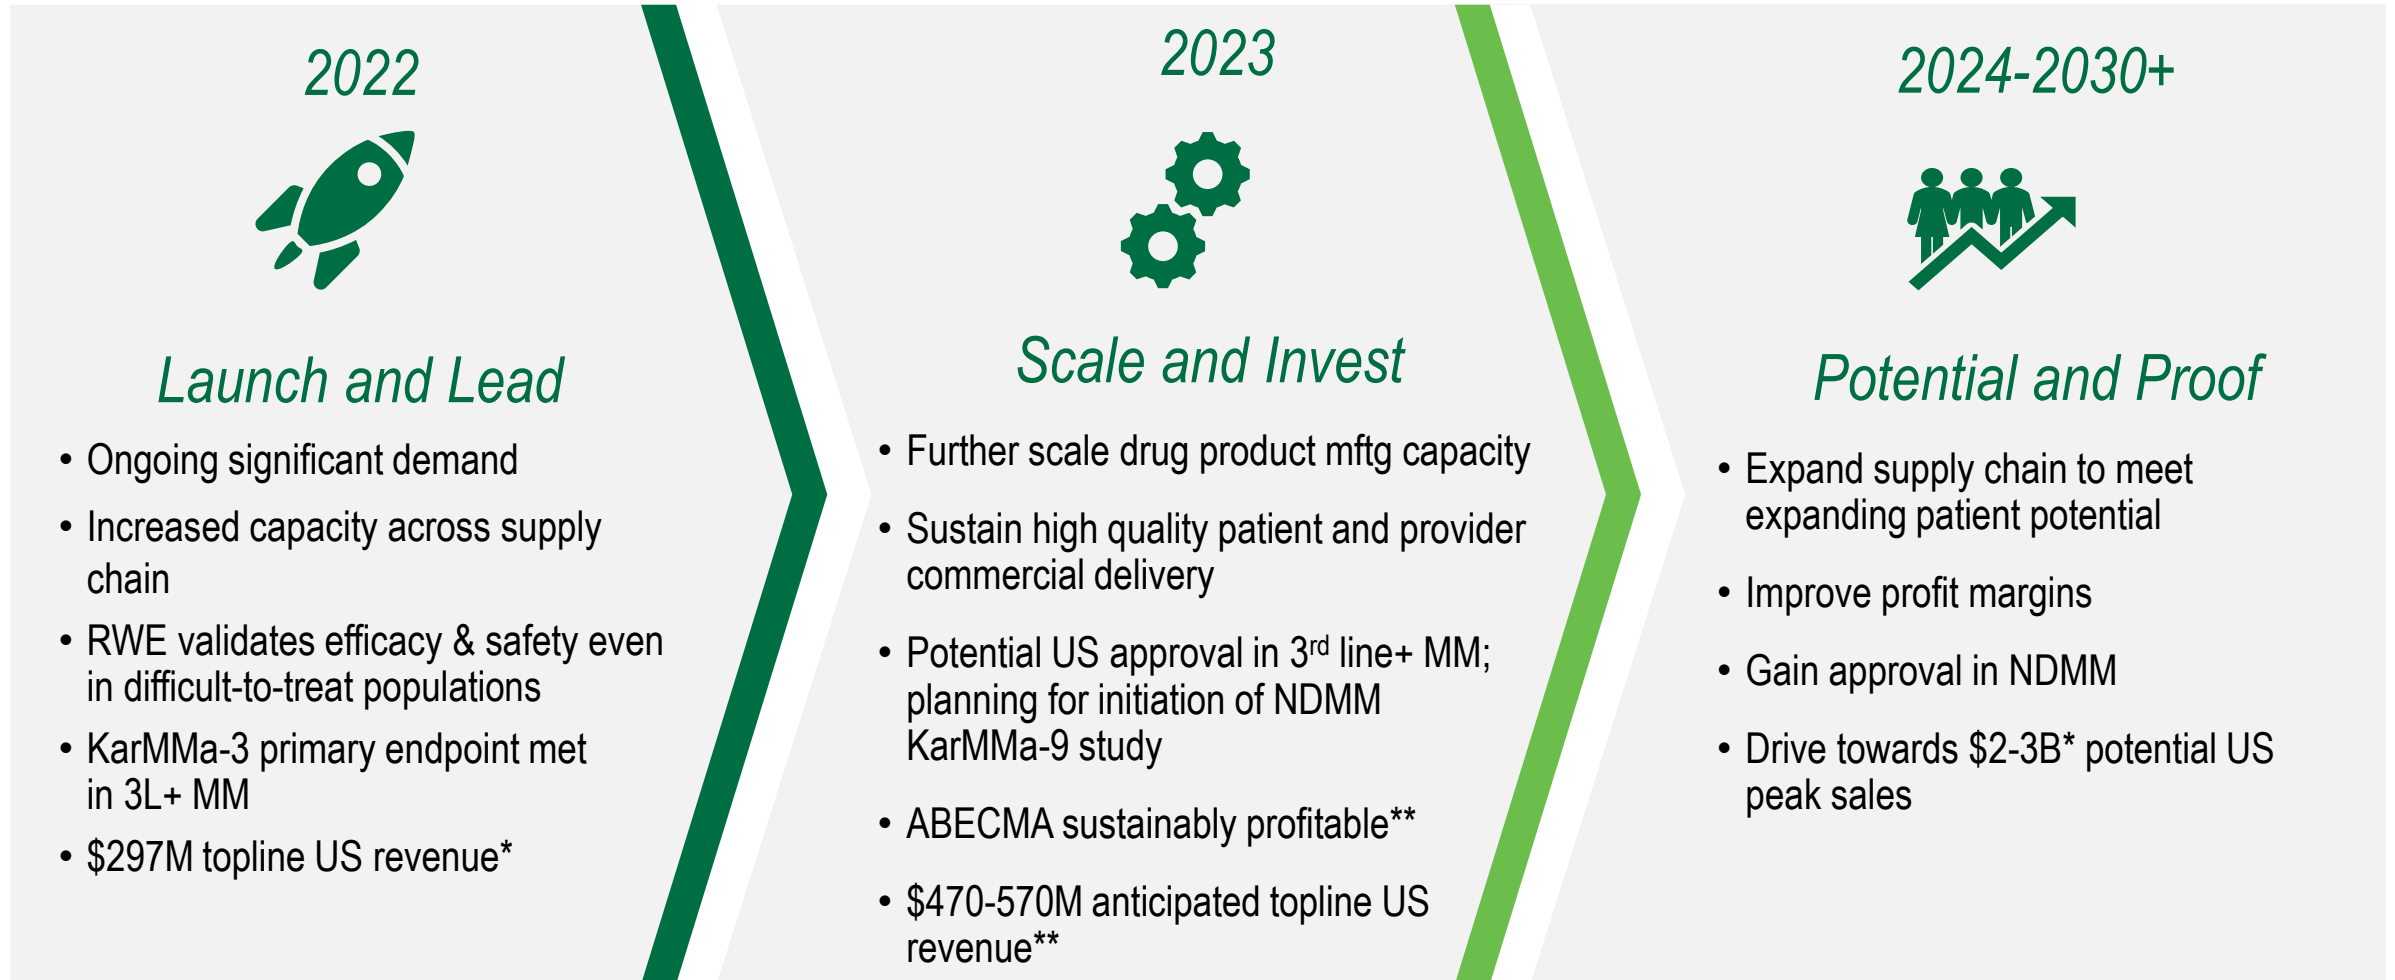 2022
Launch and Lead
• Ongoing significant demand
• Increased capacity across supply
chain
• RWE validates efficacy & safety even
in difficult-to-treat populations
• KarMMa-3 primary endpoint met
in 3L+ MM
• $297M topline US revenue*
2023
Scale and Invest
• Further scale drug product mftg capacity
• Sustain high quality patient and provider
commercial delivery
• Potential US approval in 3rd line+ MM;
planning for initiation of NDMM
KarMMa-9 study
• ABECMA sustainably profitable**
• $470-570M anticipated topline US
revenue**
2024-2030+
Potential and Proof
• Expand supply chain to meet
expanding patient potential
• Improve profit margins
• Gain approval in NDMM
• Drive towards $2-3B* potential US
peak sales